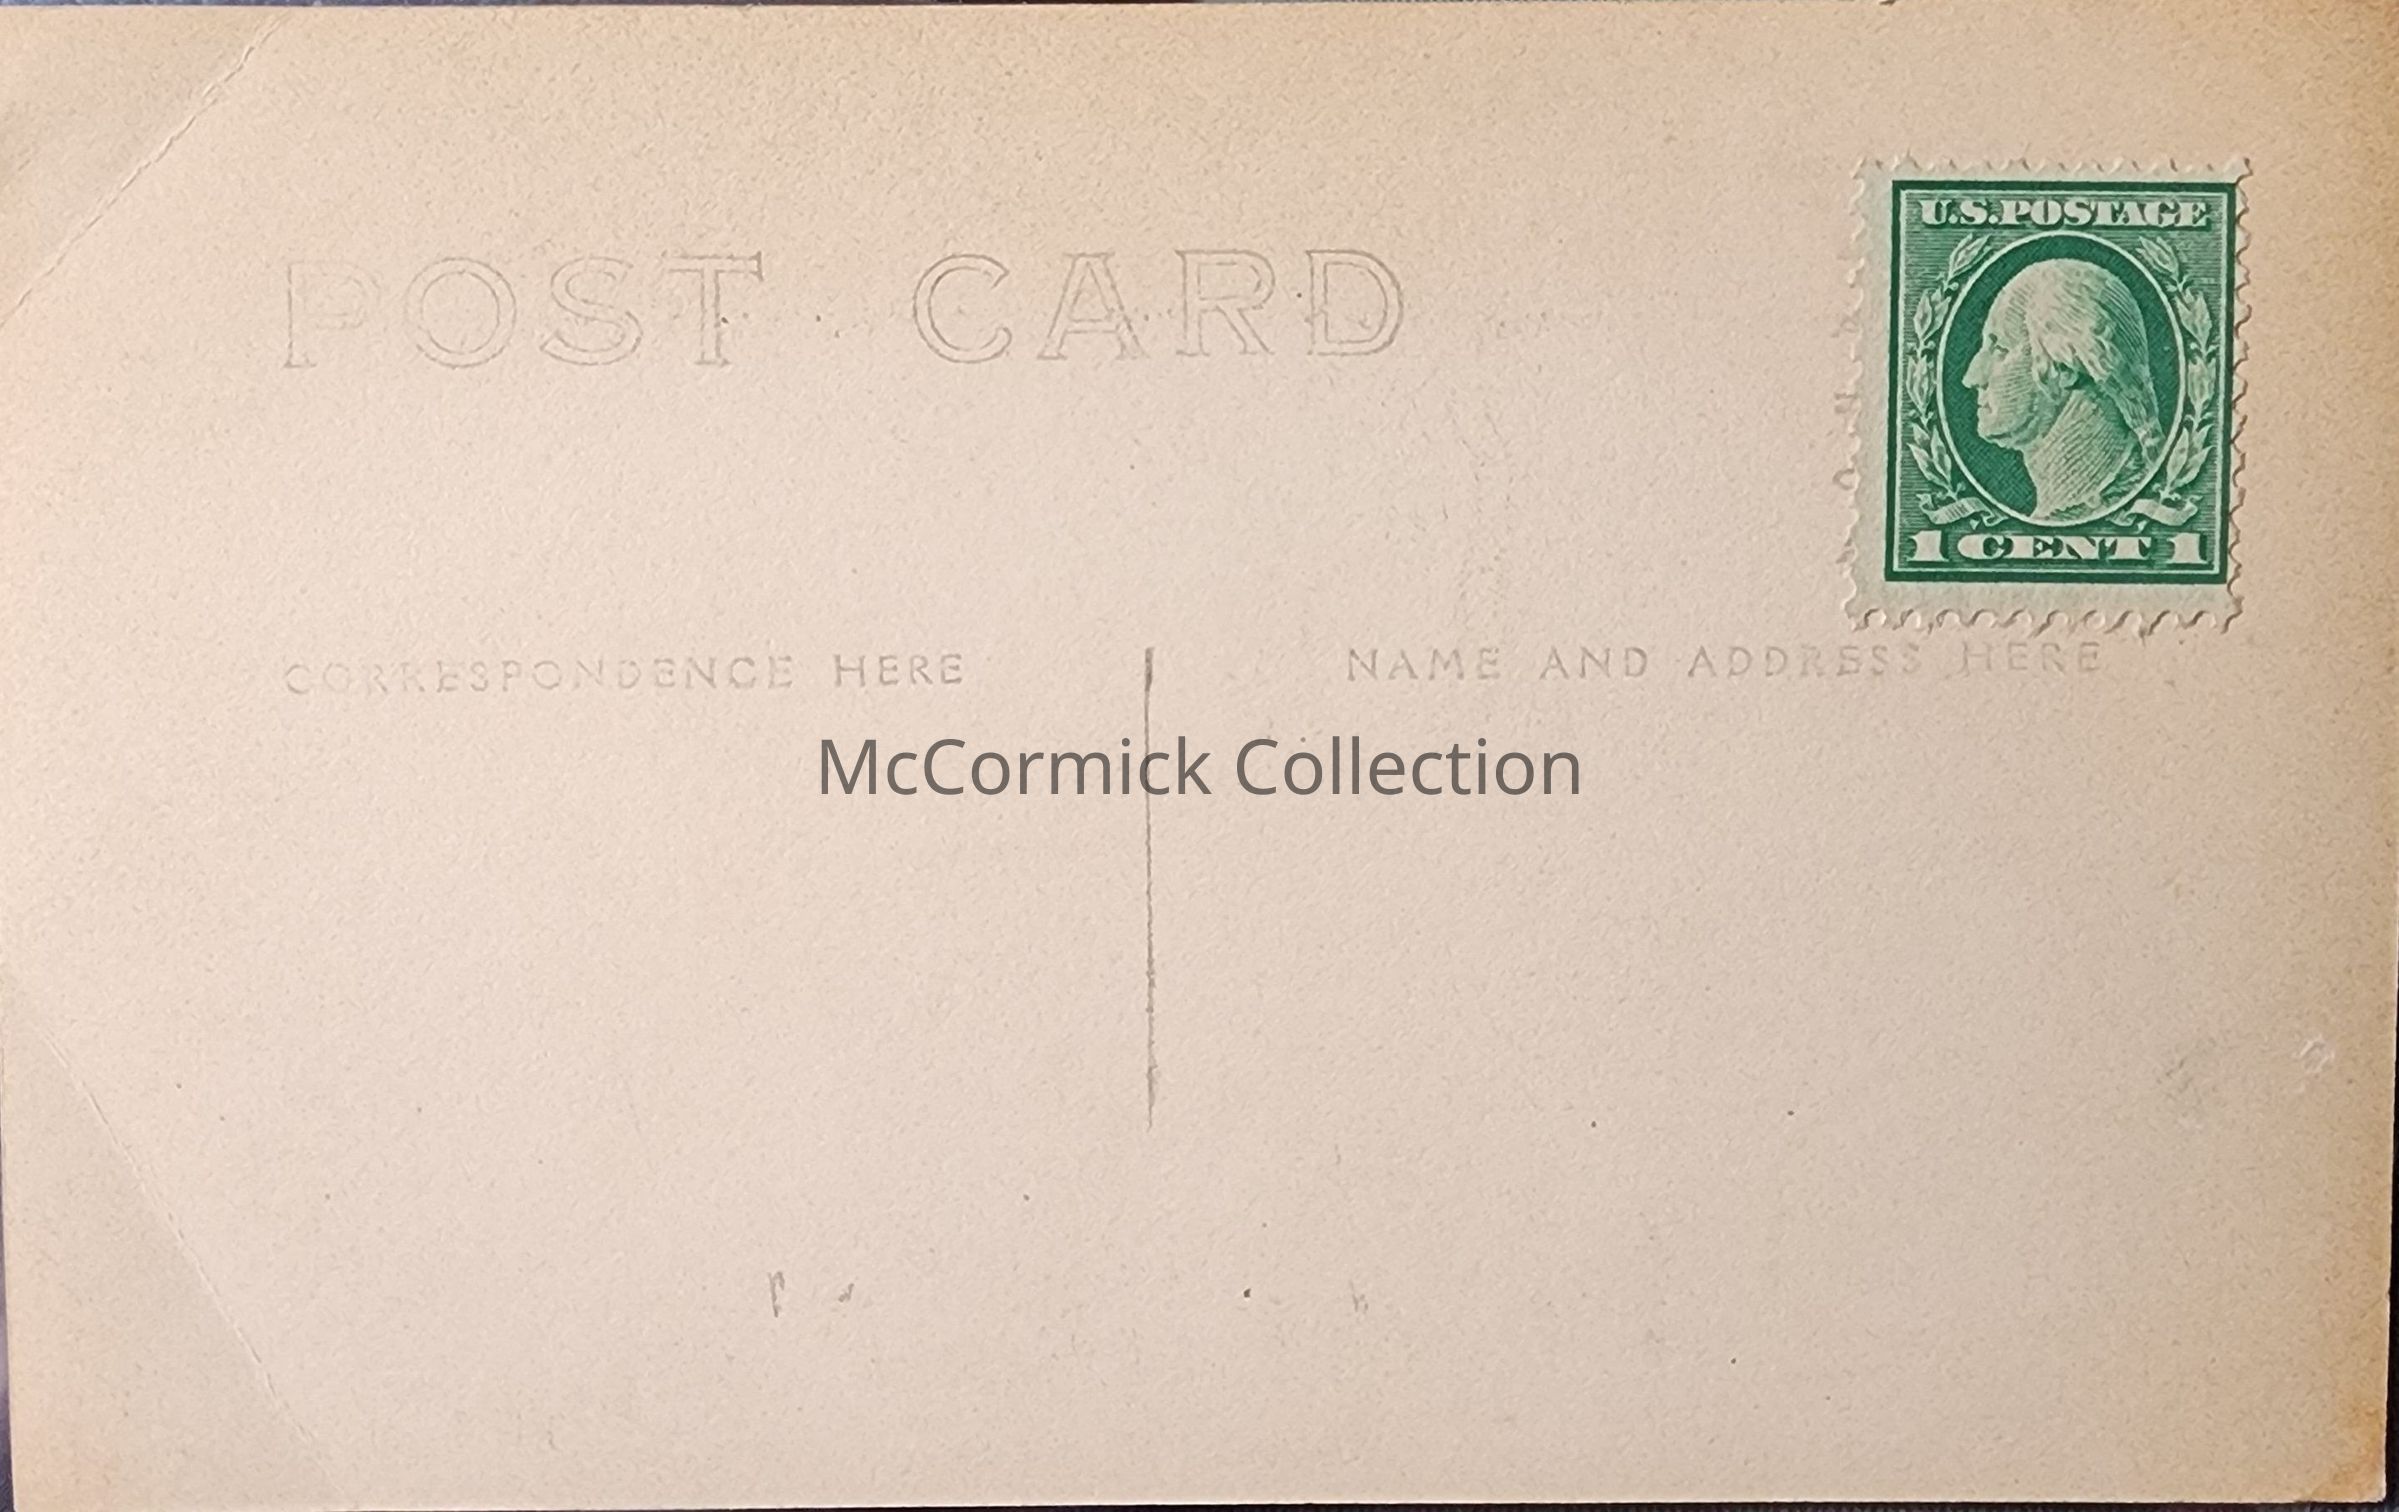 POST CARD
U.S. POSTAGE
1 CENT 1
CORRESPONDENCE HERE
NAME AND ADDRESS HERE
McCormick Collection